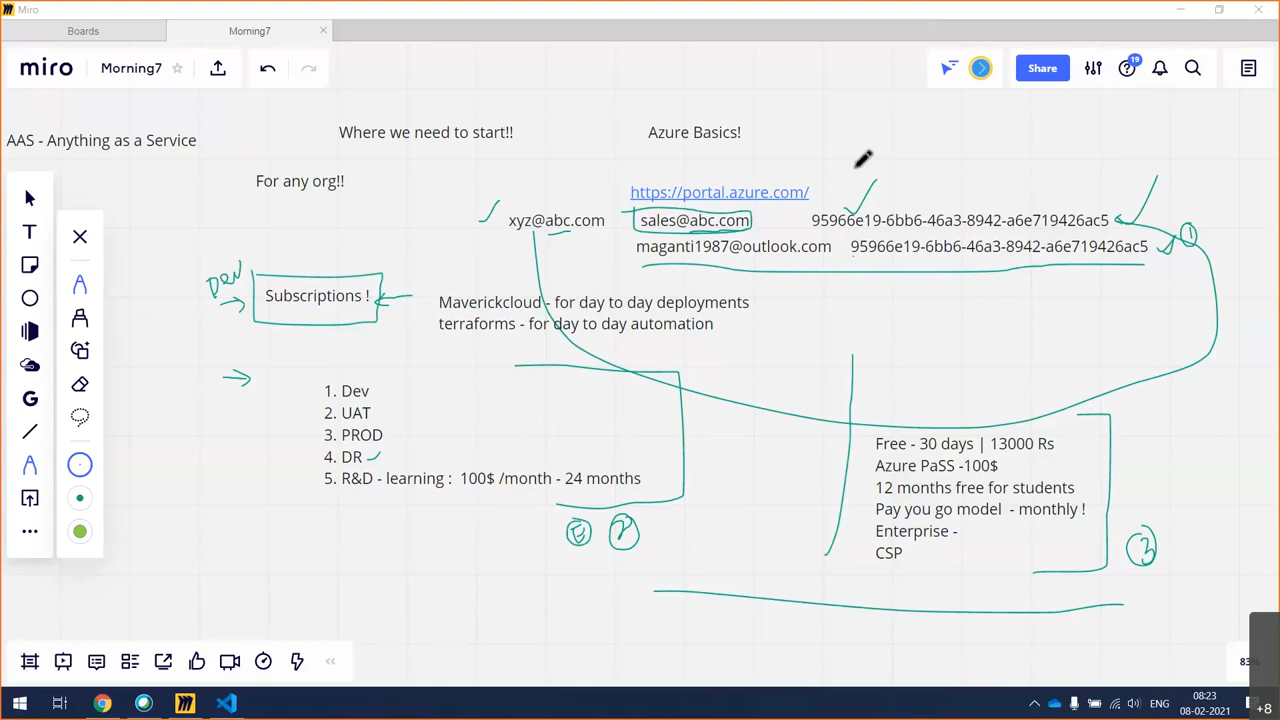 Miro
Boards
Morning7
miro
Morning7
Share
19
AAS - Anything as a Service
Where we need to start!!
Azure Basics!
For any org!!
https://portal.azure.com/
xyz@abc.com
sales@abc.com
95966e19-6bb6-46a3-8942-a6e719426ac5
maganti1987@outlook.com
95966e19-6bb6-46a3-8942-a6e719426ac5
1
Dev
Subscriptions !
Maverickcloud - for day to day deployments
terraforms - for day to day automation
1. Dev
2. UAT
3. PROD
4. DR
5. R&D - learning : 100$ /month - 24 months
Free - 30 days | 13000 Rs
Azure PaSS -100$
12 months free for students
Pay you go model - monthly !
Enterprise -
CSP
3
83%
ENG
08:23
08-02-2021
+8